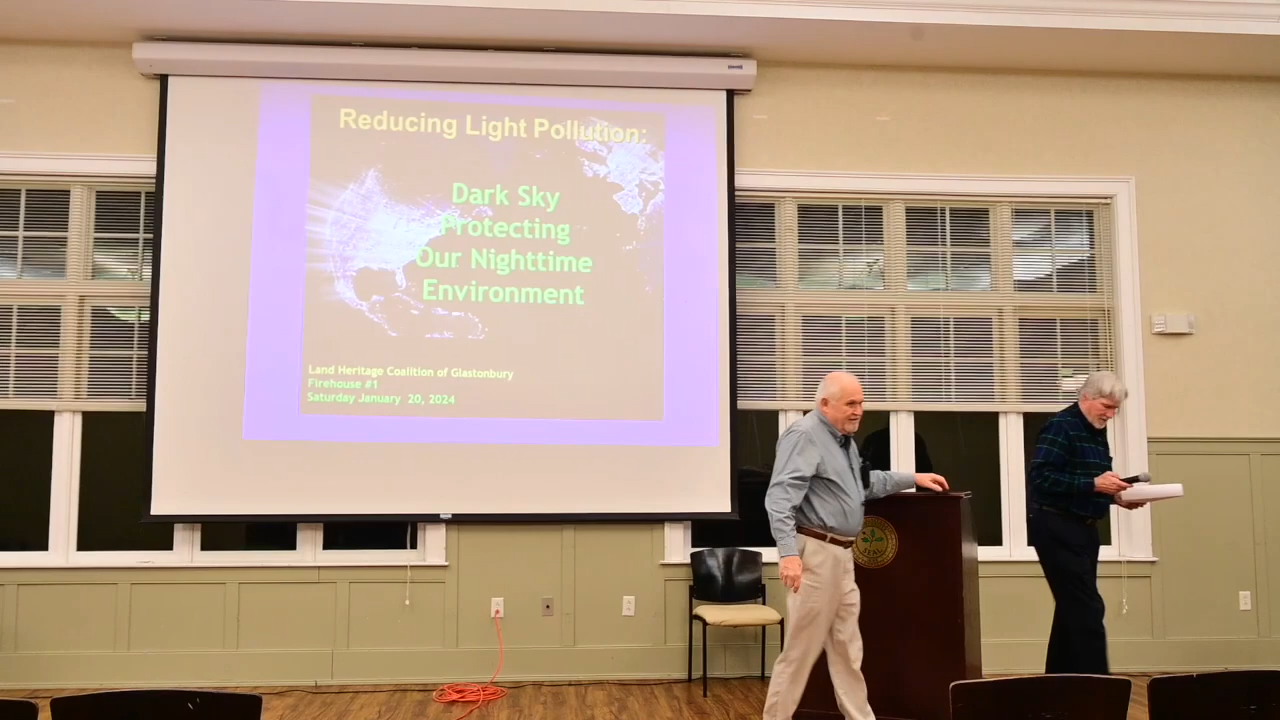 Reducing Light Pollution:
Dark Sky
Protecting
Our Nighttime
Environment
Land Heritage Coalition of Glastonbury
Firehouse #1
Saturday January 20, 2024
SEAL